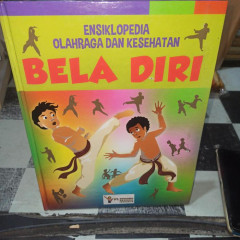 ENSIKLOPEDIA
OLAHRAGA DAN KESEHATAN
BELA DIRI